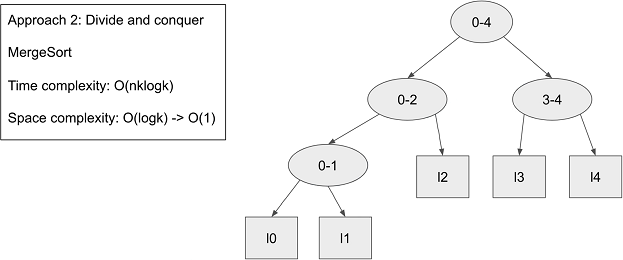 Approach 2: Divide and conquer
MergeSort
Time complexity: O(nklogk)
Space complexity: O(logk) -> O(1)
0-4
0-2
3-4
0-1
l2
l3
l4
l0
l1